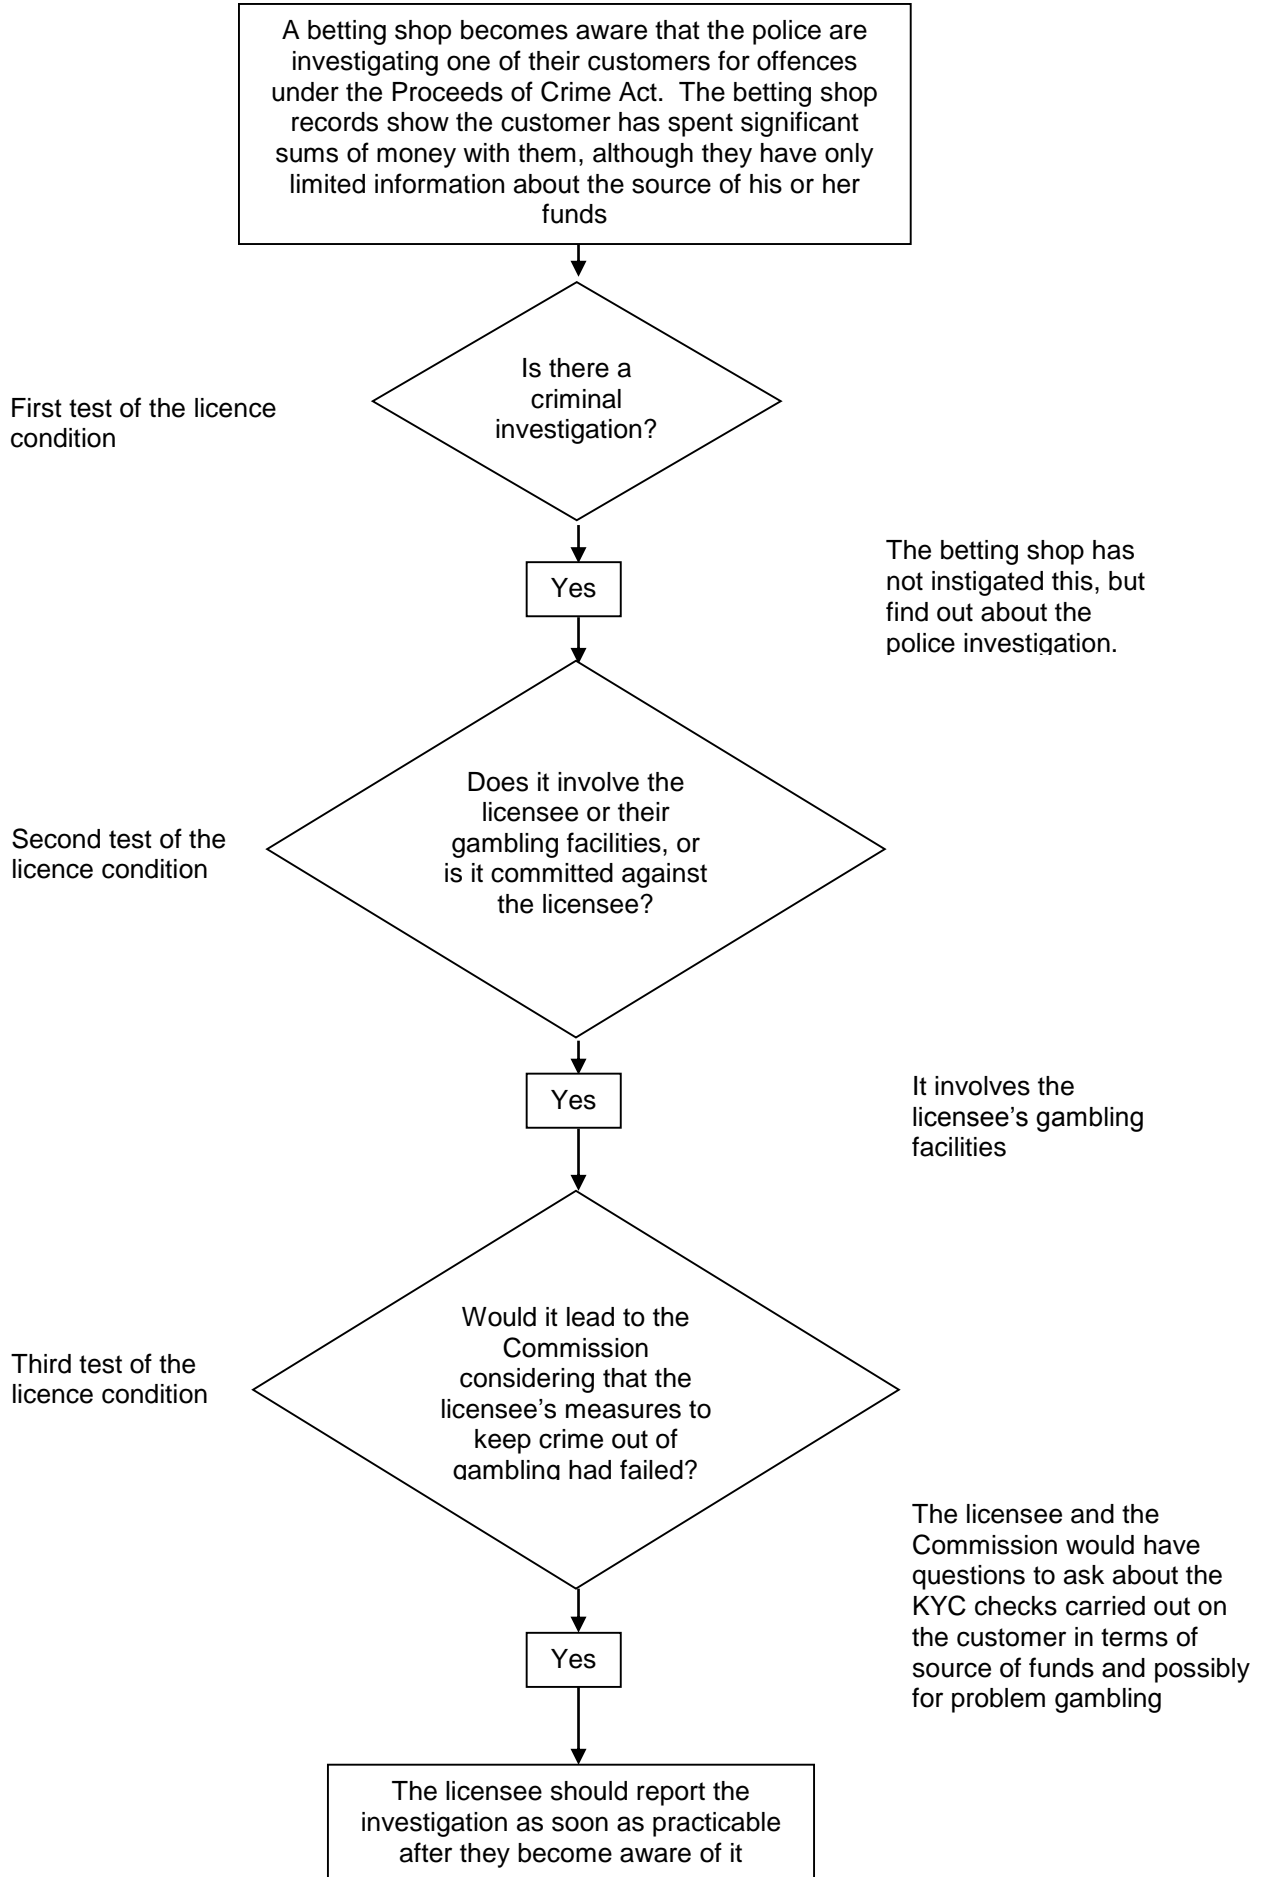 A betting shop becomes aware that the police are
investigating one of their customers for offences
under the Proceeds of Crime Act.  The betting shop
records show the customer has spent significant
sums of money with them, although they have only
limited information about the source of his or her
funds
Is there a
criminal
investigation?
First test of the licence
condition
Yes
The betting shop has
not instigated this, but
find out about the
police investigation.
Does it involve the
licensee or their
gambling facilities, or
is it committed against
the licensee?
Second test of the
licence condition
Yes
It involves the
licensee’s gambling
facilities
Would it lead to the
Commission
considering that the
licensee’s measures to
keep crime out of
gambling had failed?
Third test of the
licence condition
The licensee and the
Commission would have
questions to ask about the
KYC checks carried out on
the customer in terms of
source of funds and possibly
for problem gambling
Yes
The licensee should report the
investigation as soon as practicable
after they become aware of it